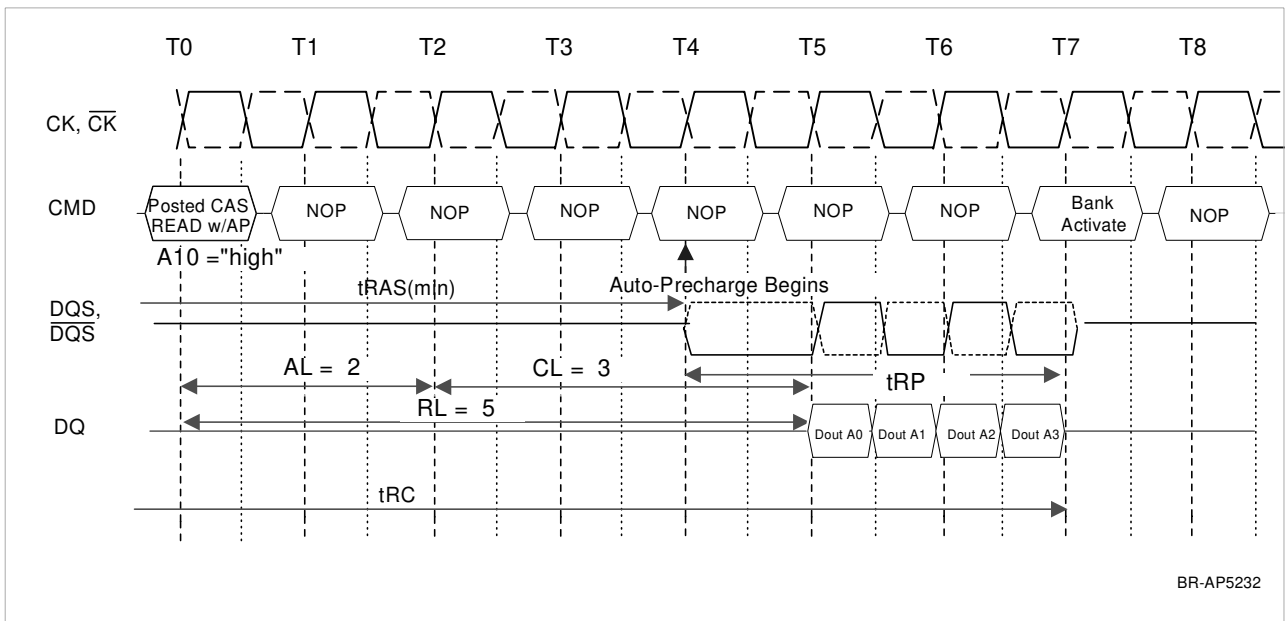 T0 T1 T2 T3 T4 T5 T6 T7 T8
CK, CK
CMD
Posted CAS
READ w/AP
NOP NOP NOP NOP NOP NOP
Bank
Activate
NOP
A10 ="high"
tRAS(min)
Auto-Precharge Begins
DQS,
DQS
AL = 2
CL = 3
tRP
RL = 5
DQ
Dout A0 Dout A1 Dout A2 Dout A3
tRC
BR-AP5232